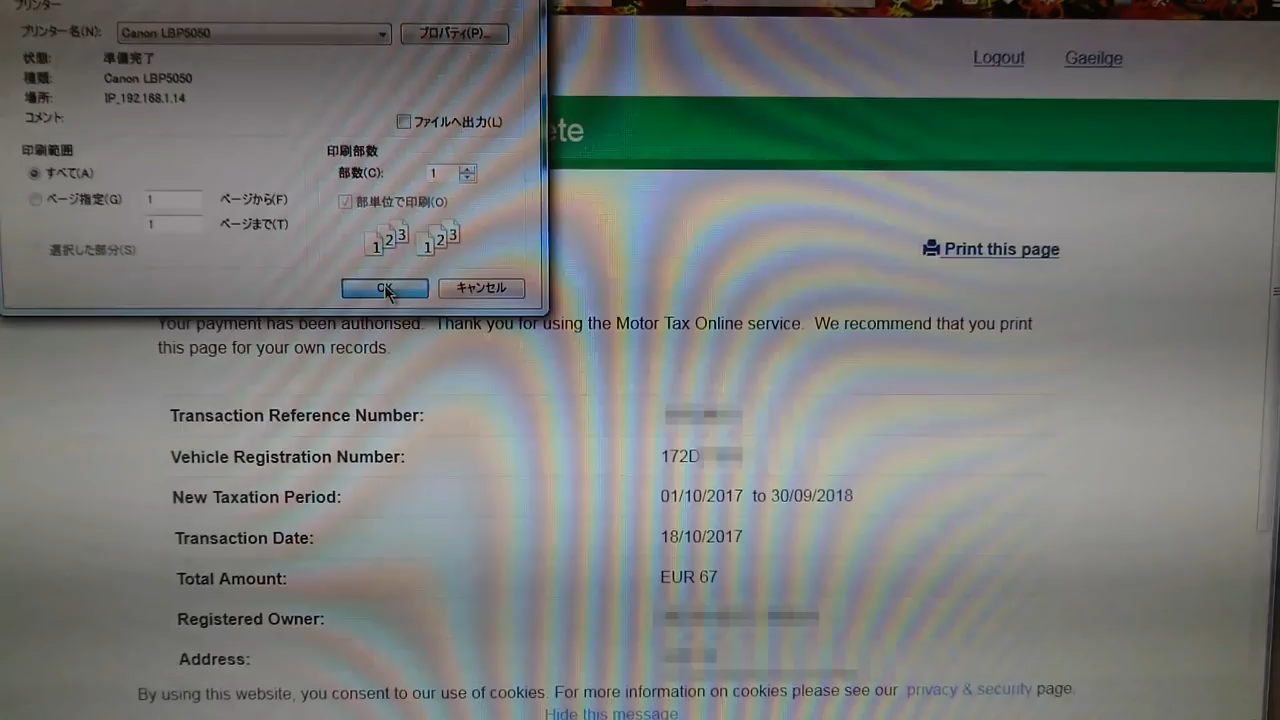 プリンター
プリンター名(N):
Canon LBP5050
プロパティ(P)...
状態:
準備完了
種類:
Canon LBP5050
場所:
IP_192.168.1.14
コメント:
ファイルへ出力(L)
印刷範囲
すべて(A)
ページ指定(G)
1
ページから(F)
1
ページまで(T)
選択した部分(S)
印刷部数
部数(C):
1
部単位で印刷(O)
1 2 3 1 2 3
OK
キャンセル
Logout
Gaeilge
ete
Print this page
Your payment has been authorised. Thank you for using the Motor Tax Online service. We recommend that you print
this page for your own records.
Transaction Reference Number:
Vehicle Registration Number: 172D
New Taxation Period: 01/10/2017 to 30/09/2018
Transaction Date: 18/10/2017
Total Amount: EUR 67
Registered Owner:
Address:
By using this website, you consent to our use of cookies. For more information on cookies please see our privacy & security page.
Hide this message